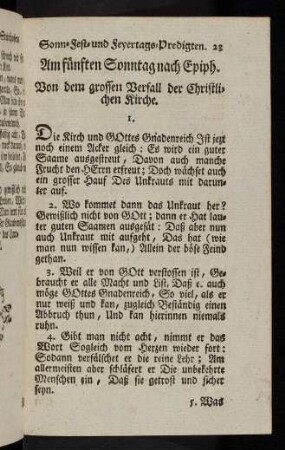 Sonn- Fest- und Feyertags-Predigten. 23
Am fünften Sonntag nach Epiph.
Von dem grossen Verfall der Christli-
chen Kirche.
1.
Die Kirch und GOttes Gnadenreich Ist jezt
noch einem Acker gleich: Es wird ein guter
Saame ausgestreut, Davon auch manche
Frucht den HErrn erfreut; Doch wächset auch
ein grosser Hauf Des Unkrauts mit darun-
ter auf.
2. Wo kommet dann das Unkraut her?
Gewißlich nicht von GOtt; dann er Hat lau-
ter guten Saamen ausgesät: Daß aber nun
auch Unkraut mit aufgeht, Das hat (wie
man nun wissen kan,) Allein der böse Feind
gethan.
3. Weil er von GOtt verstossen ist, Ge-
braucht er alle Macht und List, Daß e. auch
möge GOttes Gnadenreich, So viel, als er
nur weiß und kan, zugleich Beständig einen
Abbruch thun, Und kan hierinnen niemals
ruhn.
4. Gibt man nicht acht, nimmt er das
Wort Sogleich vom Herzen wieder fort:
Sodann verfälschet er die reine Lehr; Am
allermeisten aber schläfert er Die unbekehrte
Menschen ein, Daß sie getrost und sicher
seyn.
5. Was